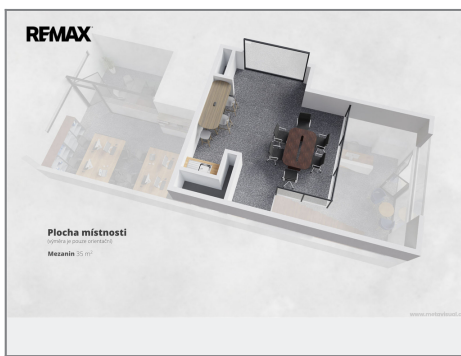 RE/MAX
Plocha místnosti
(výměra je pouze orientační)
Mezanin 35 m²